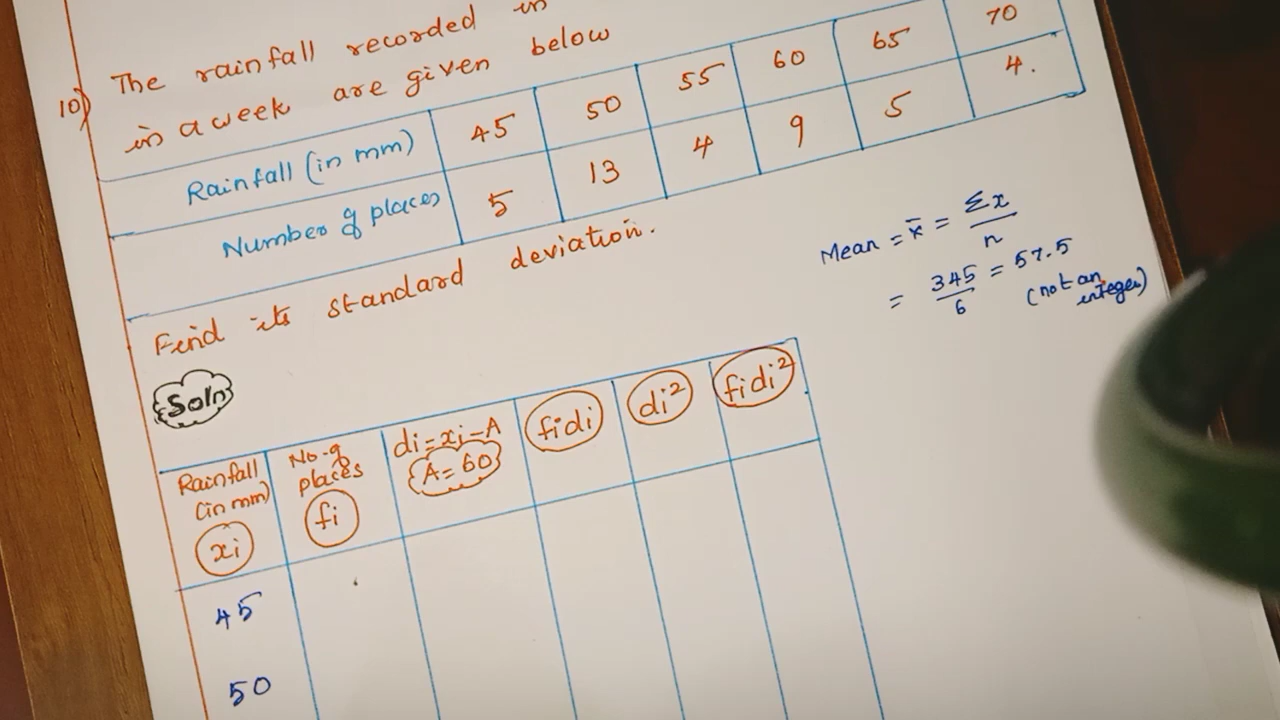 10) The rainfall recorded in
in a week are given below
Rainfall (in mm) 45 50 55 60 65 70
Number of places 5 13 4 9 5 4.
Find its standard deviation.
Mean = x̄ = Σx/n
= 345/6 = 57.5
(not an integer)
Soln
Rainfall (in mm) xi
No. of places fi
di = xi - A
A = 60
fidi
di²
fidi²
45
50